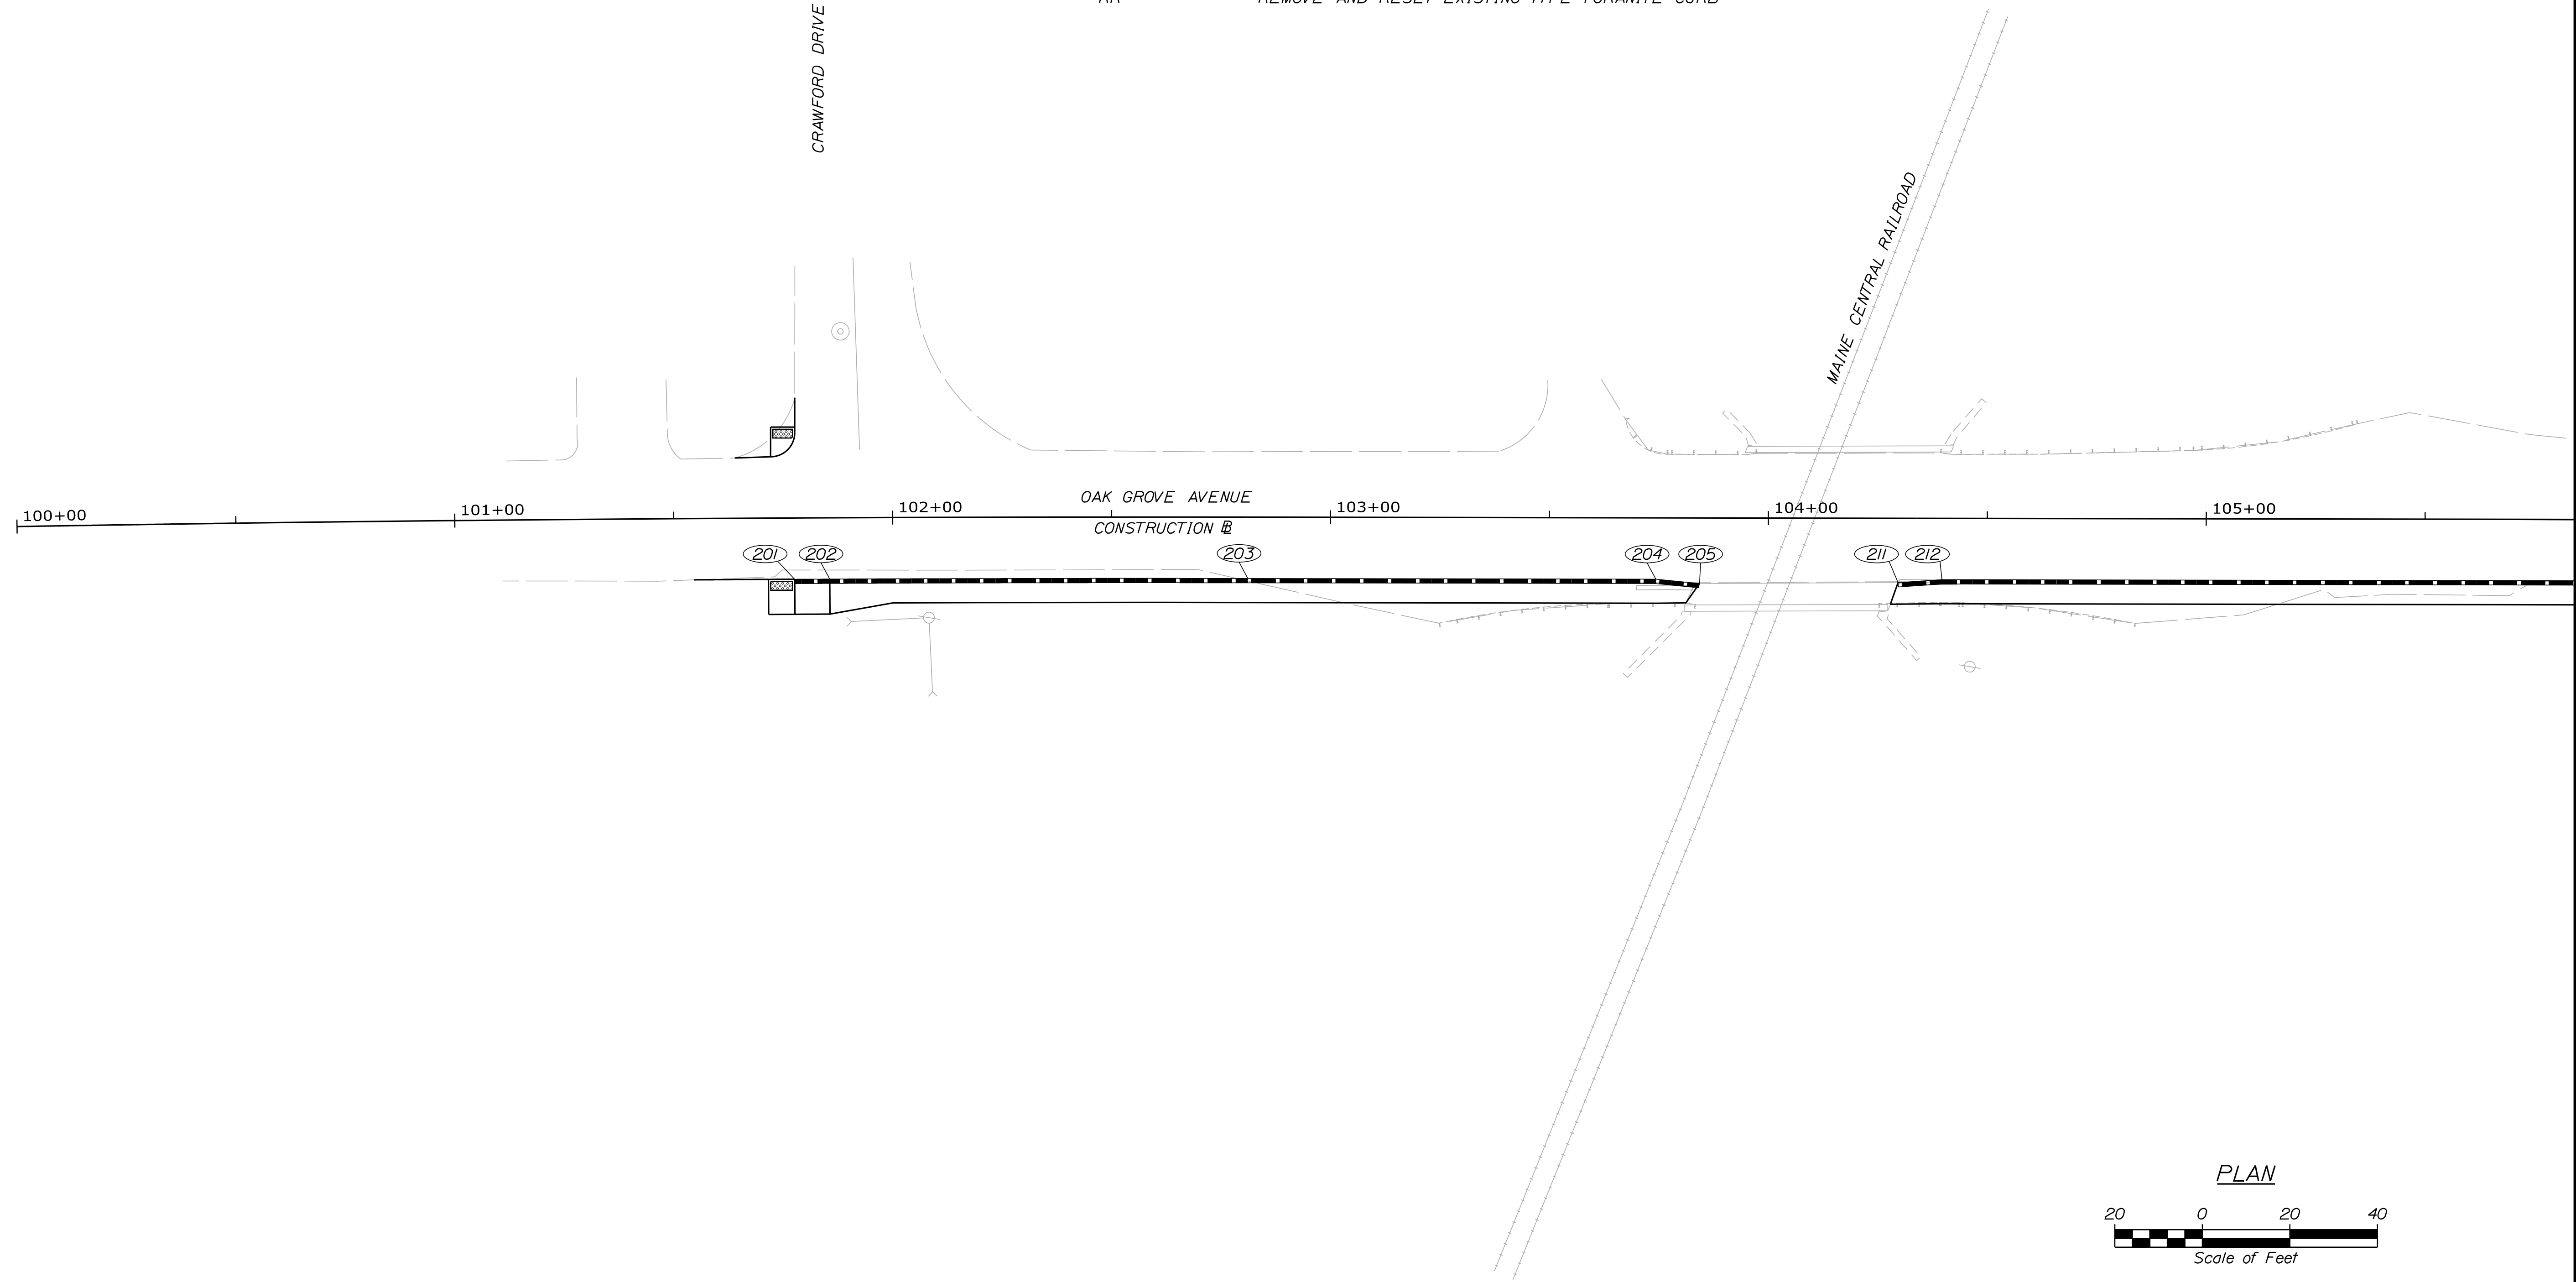 CRAWFORD DRIVE
MAINE CENTRAL RAILROAD
OAK GROVE AVENUE
100+00
101+00
102+00
103+00
104+00
105+00
CONSTRUCTION
201
202
203
204
205
211
212
PLAN
20 0 20 40
Scale of Feet